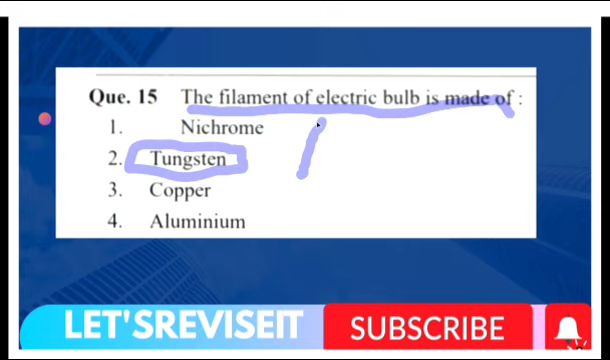 Que. 15 The filament of electric bulb is made of :
1. Nichrome
2. Tungsten
3. Copper
4. Aluminium
LET'SREVISEIT SUBSCRIBE